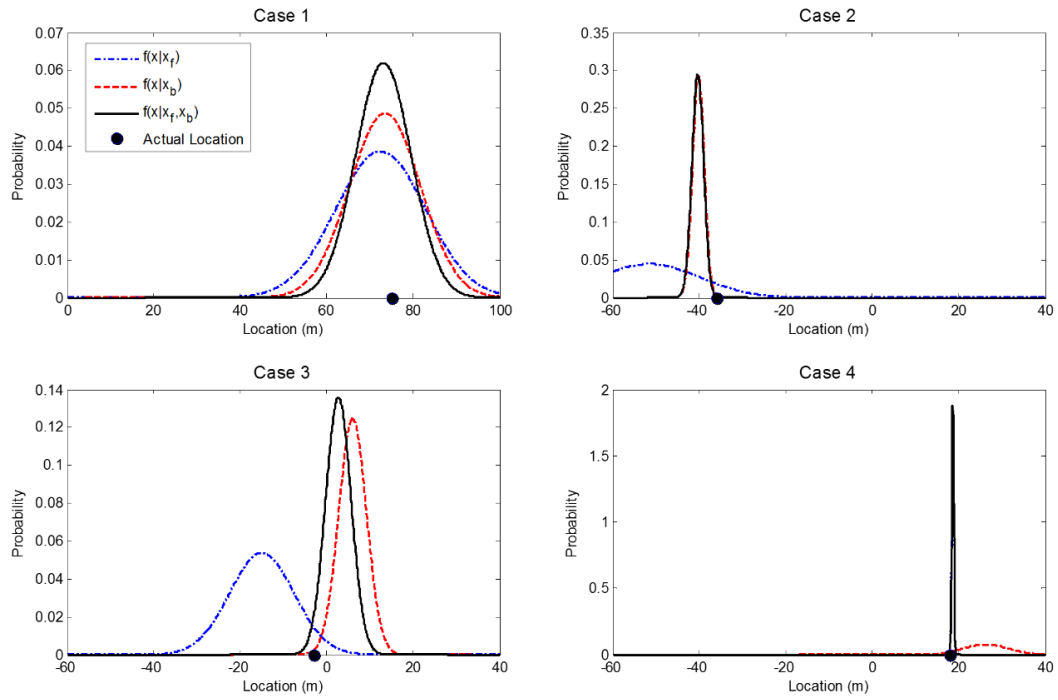 Case 1
0.07
0.06
0.05
0.04
0.03
0.02
0.01
0
Probability
f(x|x_f)
f(x|x_b)
f(x|x_f,x_b)
Actual Location
0 20 40 60 80 100
Location (m)
Case 2
0.35
0.3
0.25
0.2
0.15
0.1
0.05
0
Probability
-60 -40 -20 0 20 40
Location (m)
Case 3
0.14
0.12
0.1
0.08
0.06
0.04
0.02
0
Probability
-60 -40 -20 0 20 40
Location (m)
Case 4
2
1.5
1
0.5
0
Probability
-60 -40 -20 0 20 40
Location (m)